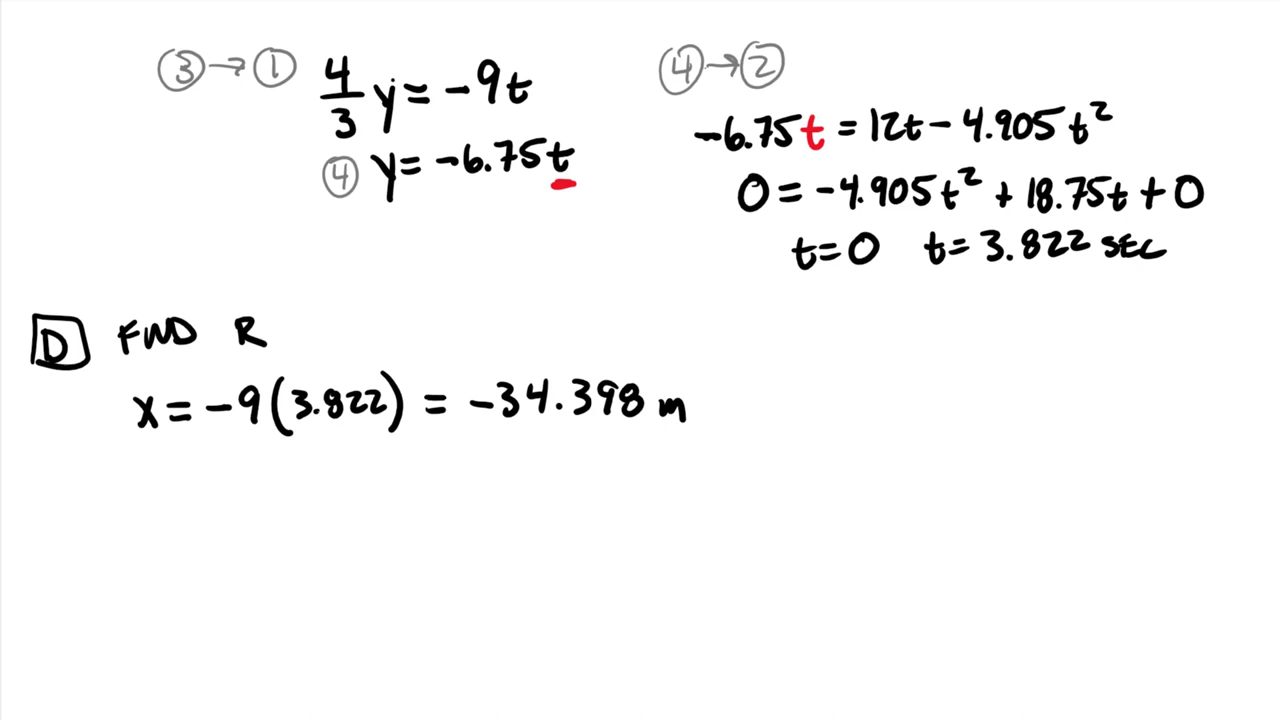 ③→①
4/3 y = -9t
④ y = -6.75t
④→②
-6.75t = 12t - 4.905t²
0 = -4.905t² + 18.75t + 0
t=0 t= 3.822 SEC
D FIND R
x = -9(3.822) = -34.398 m